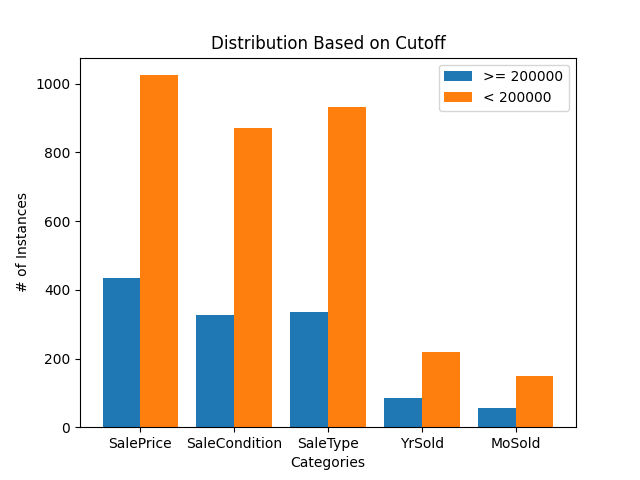 Distribution Based on Cutoff
>= 200000
< 200000
1000
800
600
400
200
0
# of Instances
SalePrice SaleCondition SaleType YrSold MoSold
Categories